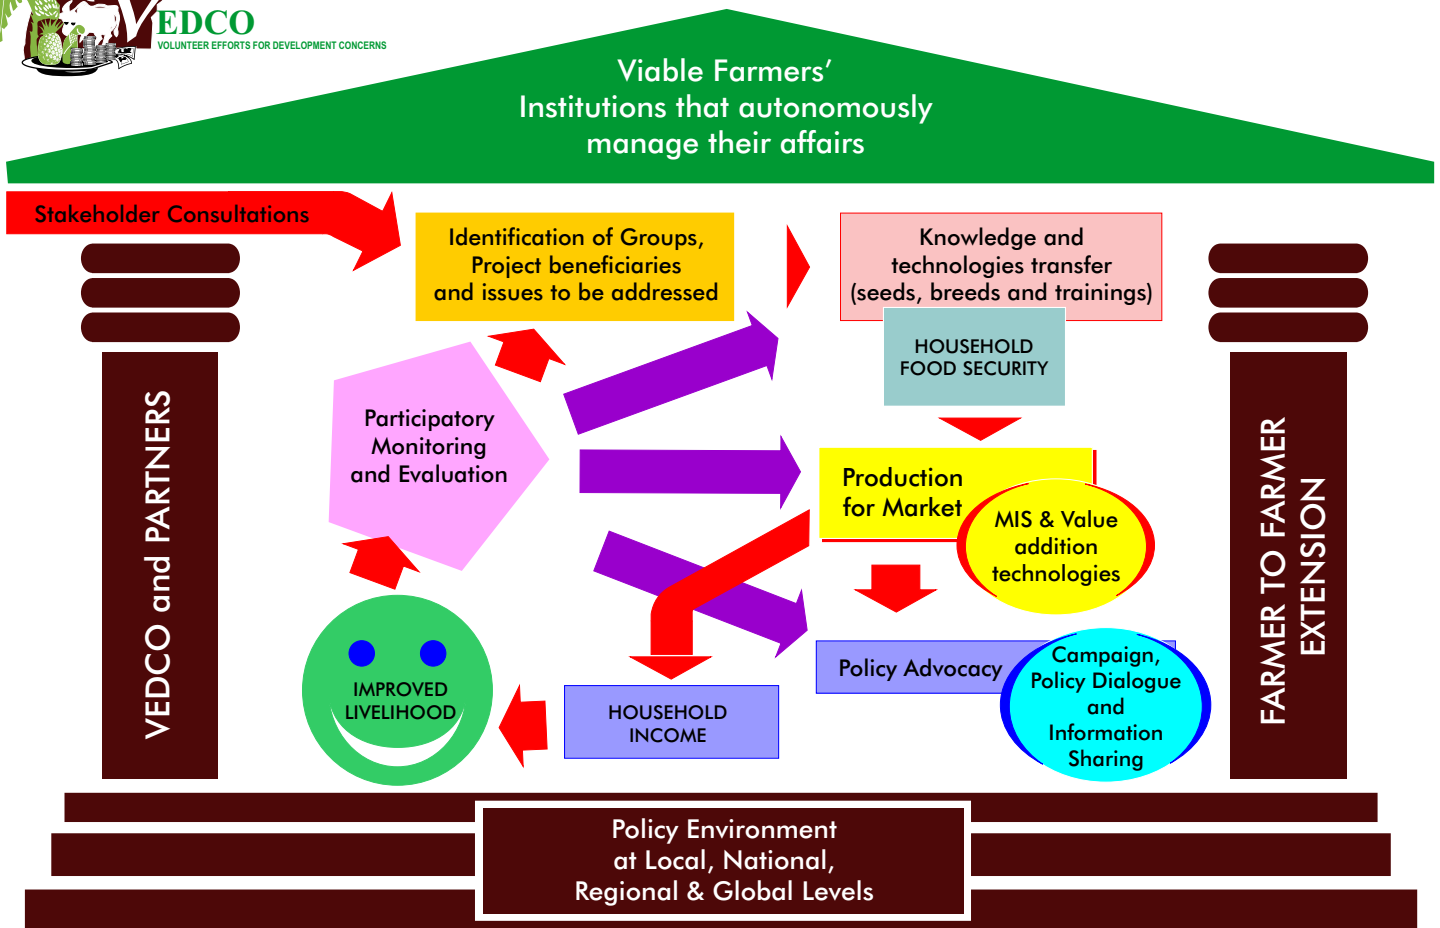 VEDCO
VOLUNTEER EFFORTS FOR DEVELOPMENT CONCERNS
Viable Farmers’
Institutions that autonomously
manage their affairs
Stakeholder Consultations
Identification of Groups,
Project beneficiaries
and issues to be addressed
Knowledge and
technologies transfer
(seeds, breeds and trainings)
HOUSEHOLD
FOOD SECURITY
Participatory
Monitoring
and Evaluation
Production
for Market
MIS & Value
addition
technologies
Policy Advocacy
Campaign,
Policy Dialogue
and
Information
Sharing
IMPROVED
LIVELIHOOD
HOUSEHOLD
INCOME
VEDCO and PARTNERS
FARMER TO FARMER
EXTENSION
Policy Environment
at Local, National,
Regional & Global Levels